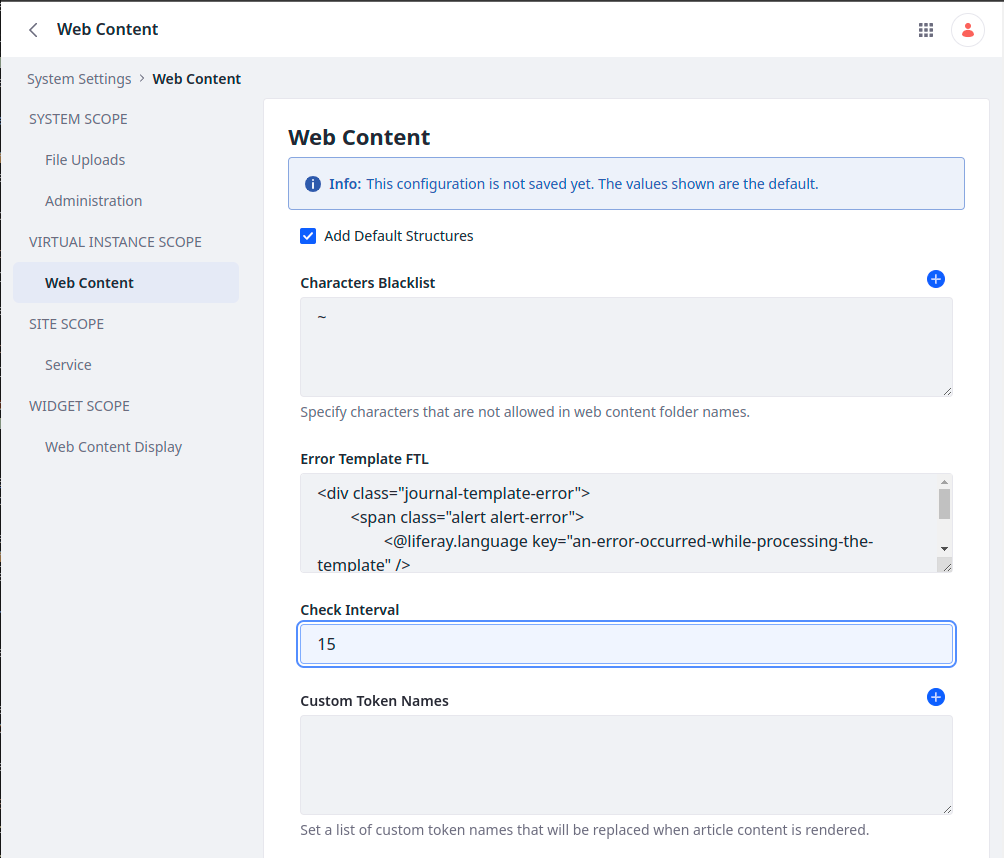 Web Content
System Settings > Web Content
SYSTEM SCOPE
File Uploads
Administration
VIRTUAL INSTANCE SCOPE
Web Content
SITE SCOPE
Service
WIDGET SCOPE
Web Content Display
Web Content
Info: This configuration is not saved yet. The values shown are the default.
Add Default Structures
Characters Blacklist
~
Specify characters that are not allowed in web content folder names.
Error Template FTL
<div class="journal-template-error">
<span class="alert alert-error">
<@liferay.language key="an-error-occurred-while-processing-the-
template" />
Check Interval
15
Custom Token Names
Set a list of custom token names that will be replaced when article content is rendered.